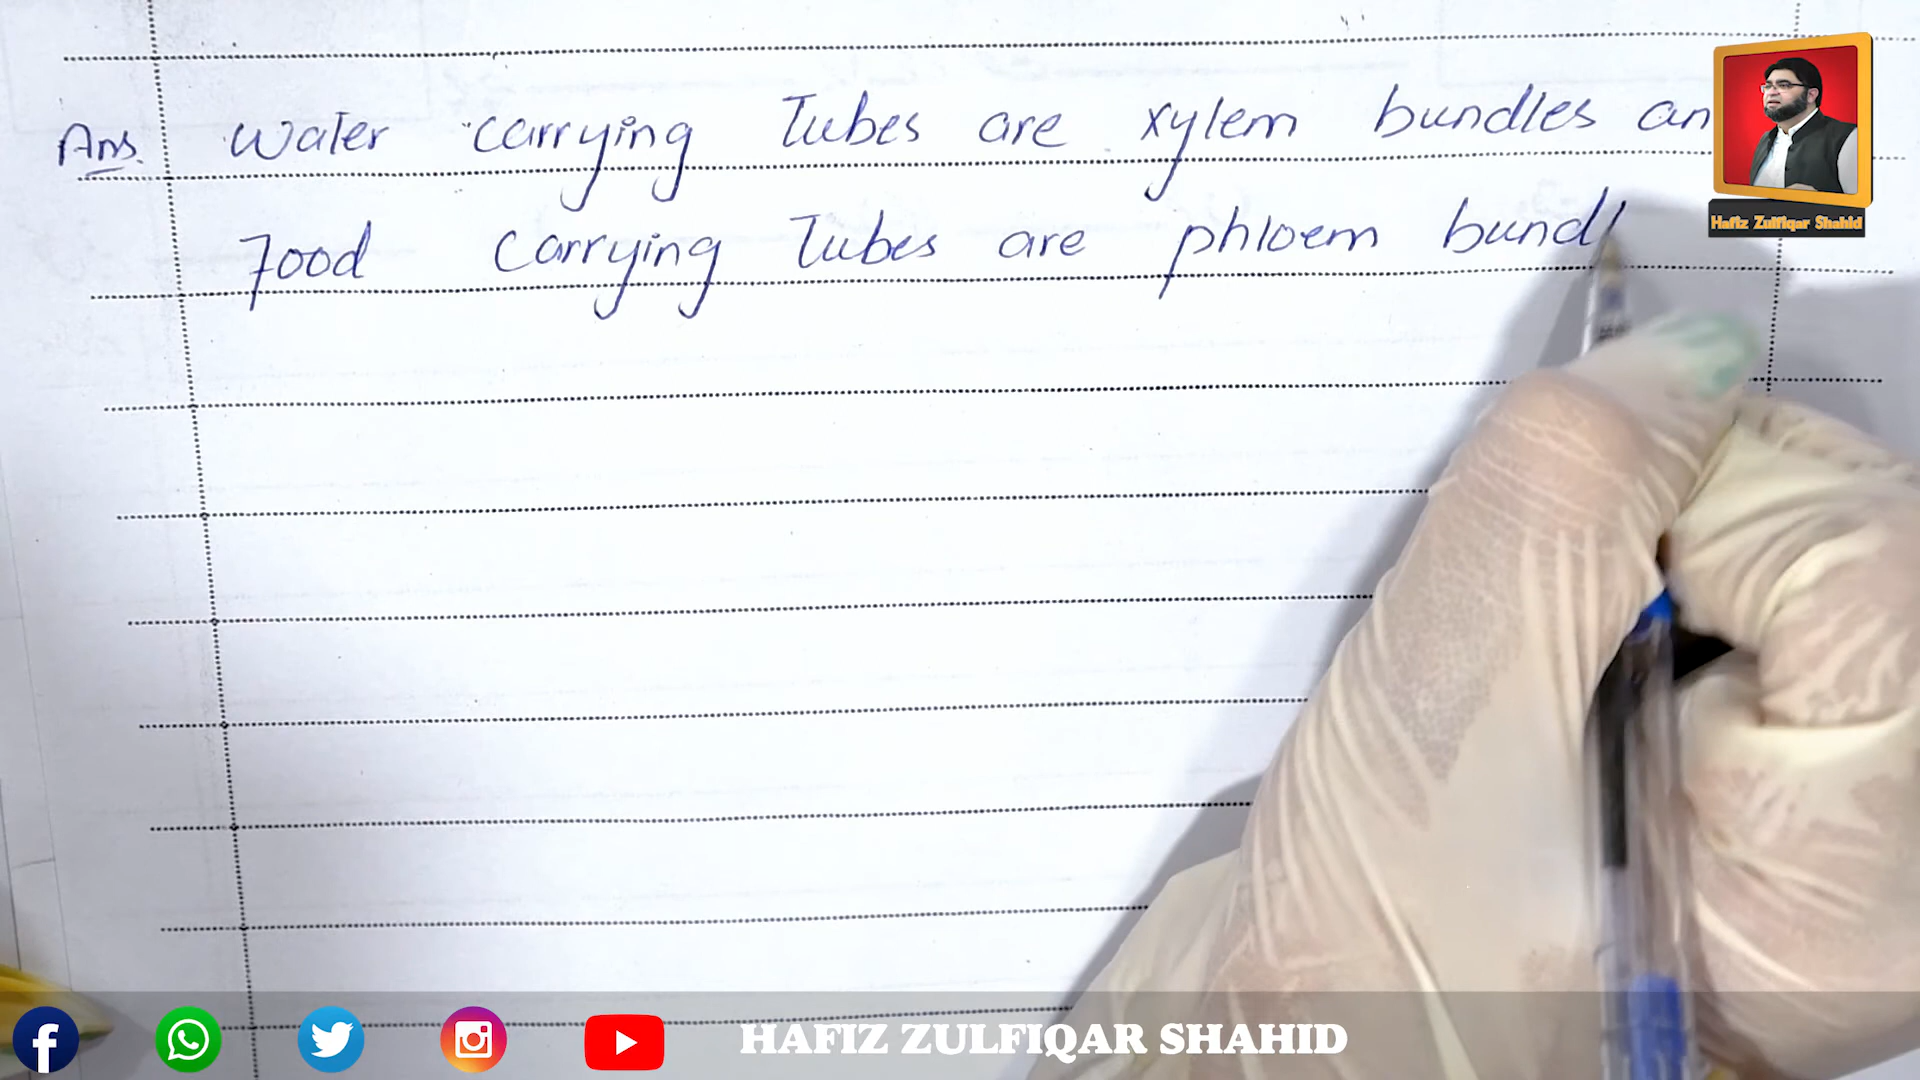 Ans. Water carrying Tubes are xylem bundles an
Food carrying Tubes are phloem bundl
Hafiz Zulfiqar Shahid
HAFIZ ZULFIQAR SHAHID